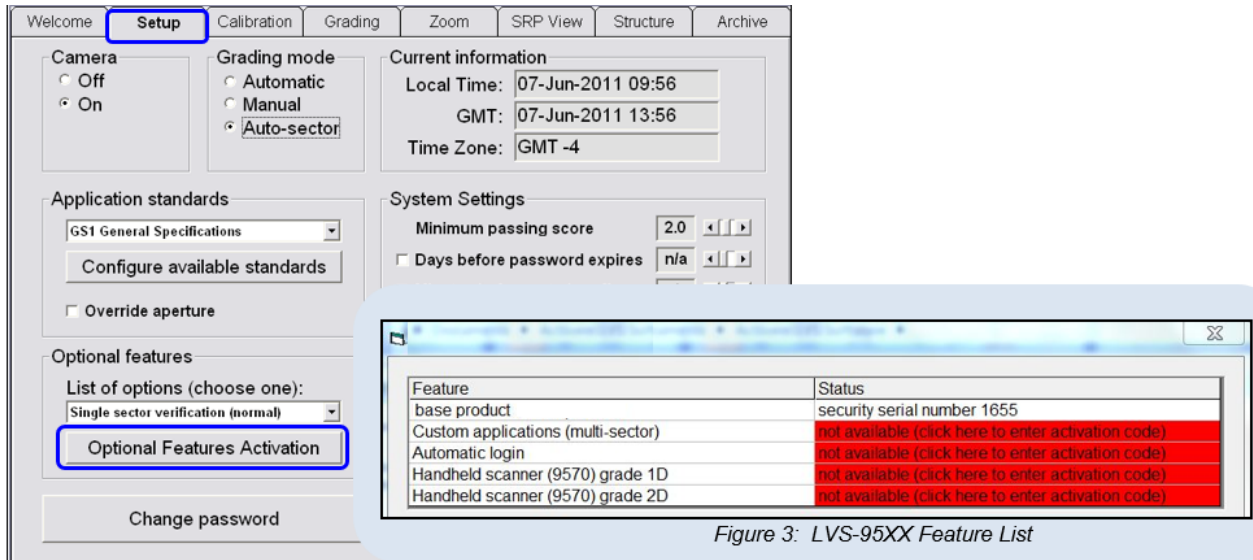 Welcome Setup Calibration Grading Zoom SRP View Structure Archive
Camera
Off
On
Grading mode
Automatic
Manual
Auto-sector
Current information
Local Time: 07-Jun-2011 09:56
GMT: 07-Jun-2011 13:56
Time Zone: GMT -4
Application standards
GS1 General Specifications
Configure available standards
Override aperture
System Settings
Minimum passing score 2.0
Days before password expires n/a
Optional features
List of options (choose one):
Single sector verification (normal)
Optional Features Activation
Change password
Feature Status
base product security serial number 1655
Custom applications (multi-sector) not available (click here to enter activation code)
Automatic login not available (click here to enter activation code)
Handheld scanner (9570) grade 1D not available (click here to enter activation code)
Handheld scanner (9570) grade 2D not available (click here to enter activation code)
Figure 3: LVS-95XX Feature List